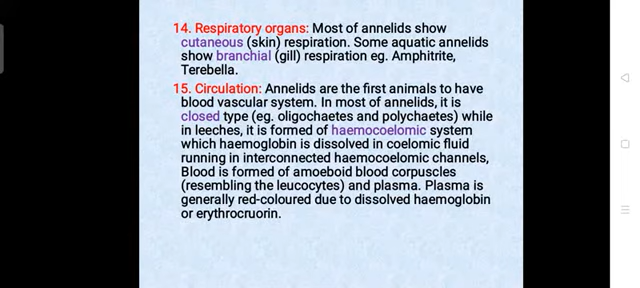 14. Respiratory organs: Most of annelids show
cutaneous (skin) respiration. Some aquatic annelids
show branchial (gill) respiration eg. Amphitrite,
Terebella.
15. Circulation: Annelids are the first animals to have
blood vascular system. In most of annelids, it is
closed type (eg. oligochaetes and polychaetes) while
in leeches, it is formed of haemocoelomic system
which haemoglobin is dissolved in coelomic fluid
running in interconnected haemocoelomic channels,
Blood is formed of amoeboid blood corpuscles
(resembling the leucocytes) and plasma. Plasma is
generally red-coloured due to dissolved haemoglobin
or erythrocruorin.